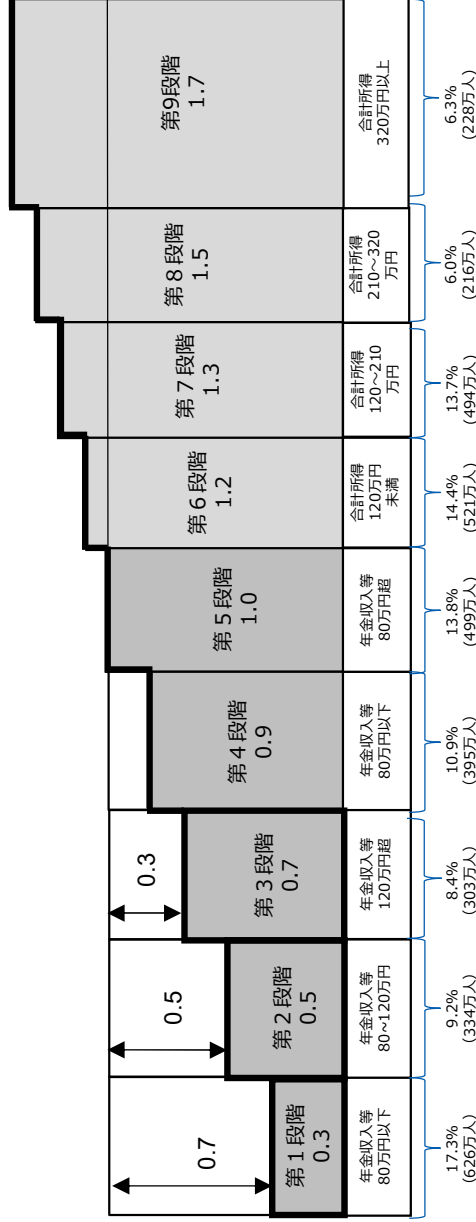 第１段階
0.3
第２段階
0.5
第３段階
0.7
第４段階
0.9
第５段階
1.0
第６段階
1.2
第７段階
1.3
第８段階
1.5
第9段階
1.7
0.7
0.5
0.3
年金収入等
80万円以下
年金収入等
80～120万円
年金収入等
120万円超
年金収入等
80万円以下
年金収入等
80万円超
合計所得
120万円
未満
合計所得
120～210
万円
合計所得
210～320
万円
合計所得
320万円以上
17.3%
(626万人)
9.2%
(334万人)
8.4%
(303万人)
10.9%
(395万人)
13.8%
(499万人)
14.4%
(521万人)
13.7%
(494万人)
6.0%
(216万人)
6.3%
(228万人)